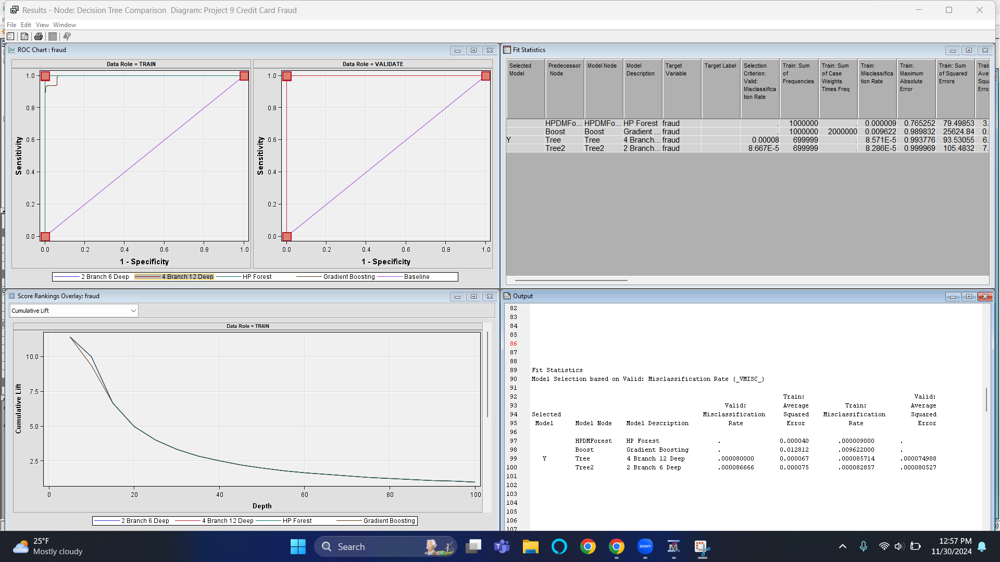 Results - Node: Decision Tree Comparison  Diagram: Project 9 Credit Card Fraud
File Edit View Window
ROC Chart : fraud
Data Role = TRAIN
Data Role = VALIDATE
1.0
0.8
0.6
0.4
0.2
0.0
Sensitivity
0.0 0.2 0.4 0.6 0.8 1.0
1 - Specificity
1.0
0.8
0.6
0.4
0.2
0.0
Sensitivity
0.0 0.2 0.4 0.6 0.8 1.0
1 - Specificity
2 Branch 6 Deep 4 Branch 12 Deep HP Forest Gradient Boosting Baseline
Fit Statistics
Selected Model
Predecessor Node
Model Node
Model Description
Target Variable
Target Label
Selection Criterion: Valid: Misclassifica tion Rate
Train: Sum of Frequencies
Train: Sum of Case Weights Times Freq
Train: Misclassifica tion Rate
Train: Maximum Absolute Error
Train: Sum of Squared Errors
HPDMFo... HPDMFo... HP Forest fraud . 1000000 . 0.000009 0.765252 79.49853 3.
Boost Boost Gradient ... fraud . 1000000 2000000 0.009622 0.989832 25624.84 0.
Y Tree Tree 4 Branch... fraud 0.00008 699999 . 8.571E-5 0.993776 93.53055 6.
Tree2 Tree2 2 Branch... fraud 8.667E-5 699999 . 8.286E-5 0.999969 105.4832 7.
Score Rankings Overlay: fraud
Cumulative Lift
Data Role = TRAIN
10.0
7.5
5.0
2.5
Cumulative Lift
0 20 40 60 80 100
Depth
2 Branch 6 Deep 4 Branch 12 Deep HP Forest Gradient Boosting
Output
82
83
84
85
86
87
88
89 Fit Statistics
90 Model Selection based on Valid: Misclassification Rate (_VMISC_)
91
92 Train: Valid:
93 Valid: Average Train: Average
94 Selected Misclassification Squared Misclassification Squared
95 Model Model Node Model Description Rate Error Rate Error
96
97 HPDMForest HP Forest . 0.000040 .000009000 .
98 Boost Gradient Boosting . 0.012812 .009622000 .
99 Y Tree 4 Branch 12 Deep .000080000 0.000067 .000085714 .000074988
100 Tree2 2 Branch 6 Deep .000086666 0.000075 .000082857 .000080527
101
102
103
104
105
106
107
25°F
Mostly cloudy
Search
zoom
12:57 PM
11/30/2024